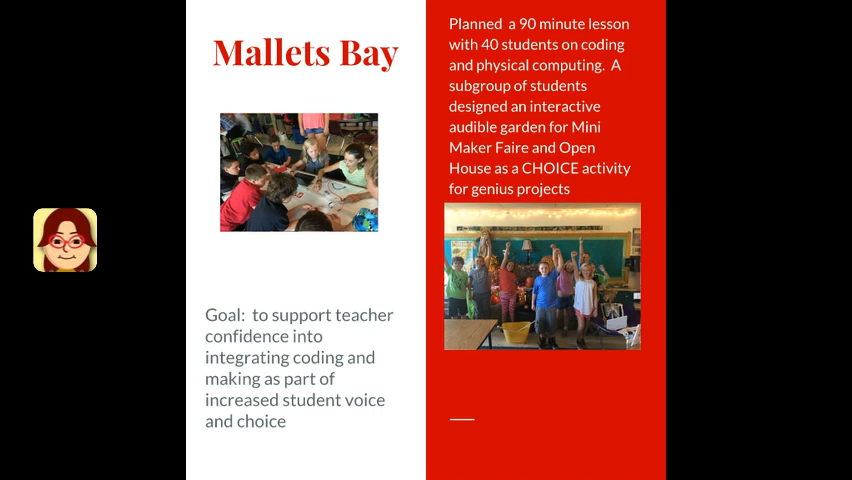 Mallets Bay
Goal:  to support teacher
confidence into
integrating coding and
making as part of
increased student voice
and choice
Planned  a 90 minute lesson
with 40 students on coding
and physical computing.  A
subgroup of students
designed an interactive
audible garden for Mini
Maker Faire and Open
House as a CHOICE activity
for genius projects